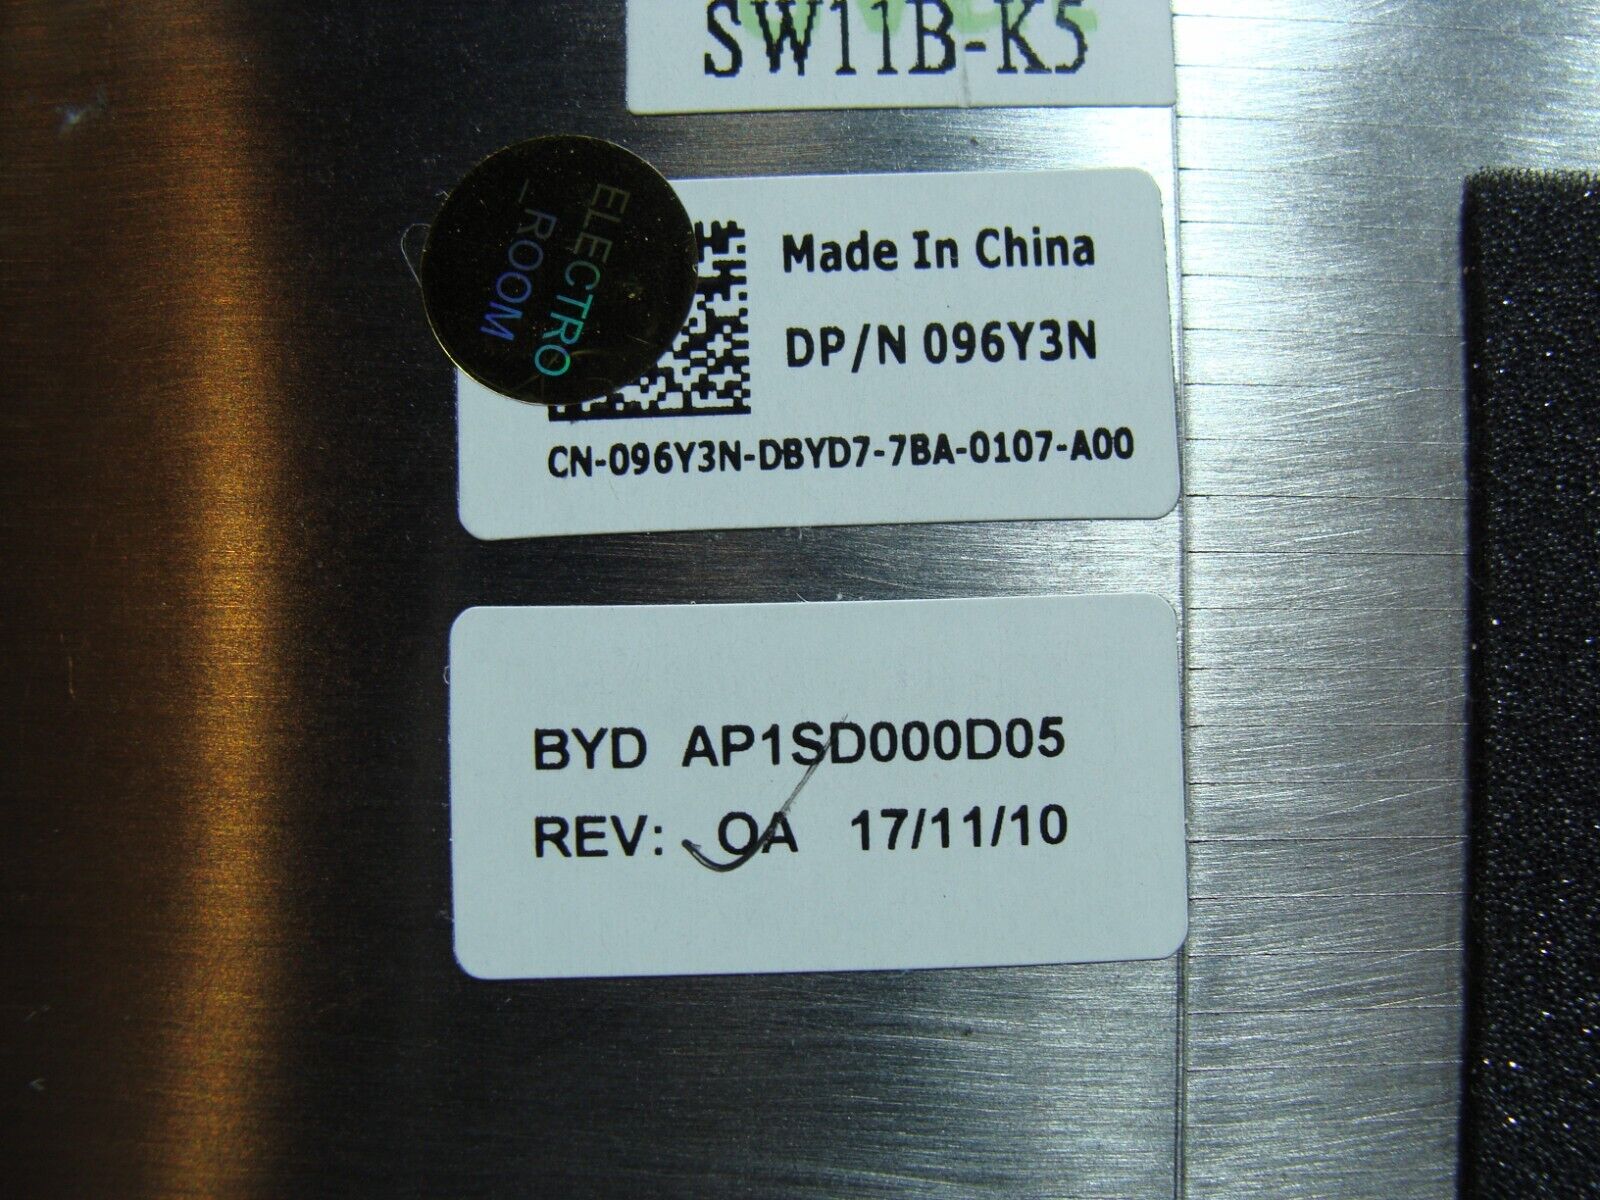 SW11B-K5
ELECTRO
_ROOM
Made In China
DP/N 096Y3N
CN-096Y3N-DBYD7-7BA-0107-A00
BYD AP1SD000D05
REV: OA 17/11/10